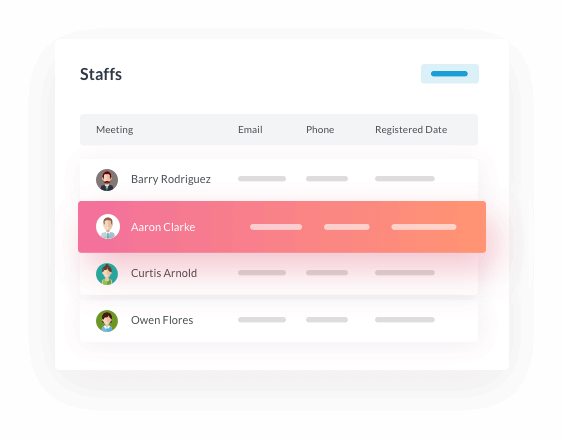 Staffs
Meeting Email Phone Registered Date
Barry Rodriguez
Aaron Clarke
Curtis Arnold
Owen Flores